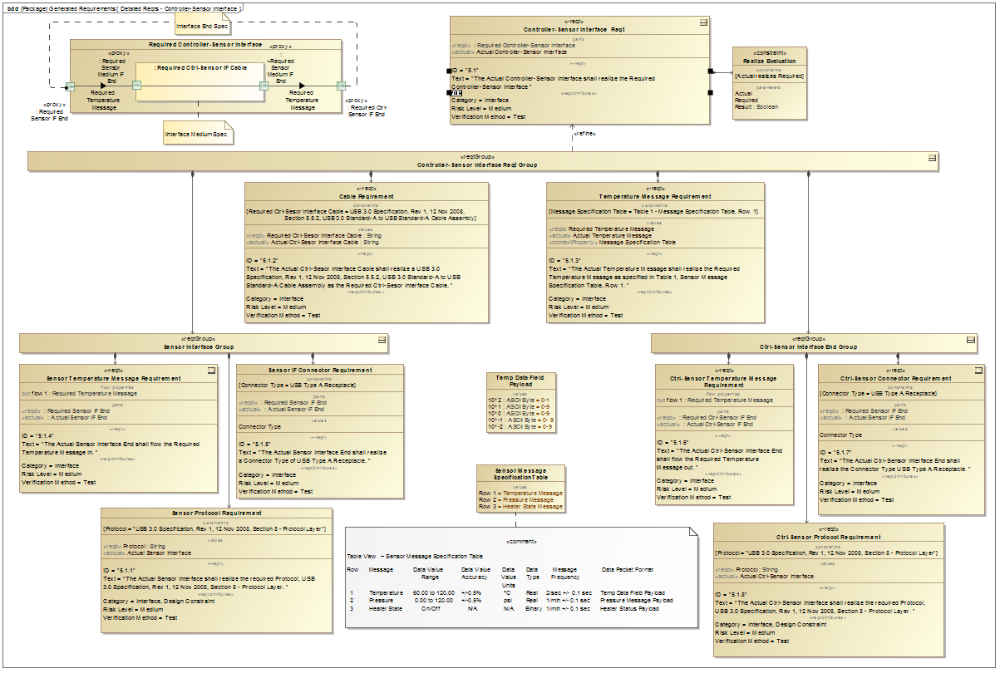 bdd [Package] Generated Requirements [ Detailed Reqts - Controller-Sensor Interface ]
Interface End Spec
Required Controller-Sensor Interface
«proxy»
: Required
Sensor
Medium IF
End
: Required Ctrl-Sensor IF Cable
«proxy»
~Required
Sensor
Medium IF
End
Required
Temperature
Message
Required
Temperature
Message
«proxy»
: Required
Sensor IF End
«proxy»
: Required Ctrl-
Sensor IF End
Interface Medium Spec
«-reqt»
Controller-Sensor Interface Reqt
parts
«reqd» : Required Controller-Sensor Interface
«actual» Actual Controller-Sensor Interface
«-reqt»
ID = "5.1"
Text = "The Actual Controller-Sensor Interface shall realize the Required
Controller-Sensor Interface "
«reqtAttributes»
Category = Interface
Risk Level = Medium
Verification Method = Test
«constraint»
Realize Evaluation
constraints
{Actual realizes Required}
parameters
Actual
Required
Result : Boolean
«refine»
«reqtGroup»
Controller-Sensor Interface Reqt Group
«-reqt»
Cable Reqirement
constraints
{Required Ctrl-Sesor Interface Cable = USB 3.0 Specification, Rev 1, 12 Nov 2008,
Section 5.5.2, USB 3.0 Standard-A to USB Standard-A Cable Assembly}
values
«reqd» Required Ctrl-Sesor Interface Cable : String
«actual» Actual Ctrl-Sesor Interface Cable : String
«-reqt»
ID = "5.1.2"
Text = "The Actual Ctrl-Sesor Interface Cable shall realize a USB 3.0
Specification, Rev 1, 12 Nov 2008, Section 5.5.2, USB 3.0 Standard-A to USB
Standard-A Cable Assembly as the Required Ctrl-Sesor Interface Cable. "
«reqtAttributes»
Category = Interface
Risk Level = Medium
Verification Method = Test
«-reqt»
Temperature Message Requirement
constraints
{Message Specification Table = Table 1 - Message Specification Table, Row 1}
values
«reqd» Required Temperature Message
«actual» Actual Temperature Message
«contextProperty» Message Specification Table
«-reqt»
ID = "5.1.3"
Text = "The Actual Temperature Message shall realize the Required
Temperature Message as specified in Table 1, Sensor Message
Specification Table, Row 1. "
«reqtAttributes»
Category = Interface
Risk Level = Medium
Verification Method = Test
«reqtGroup»
Sensor Interface Group
«reqtGroup»
Ctrl-Sensor Interface End Group
«-reqt»
Sensor Temperature Message Requirement
flow properties
out flow 1 : Required Temperature Message
parts
«reqd» : Required Sensor IF End
«actual» : Actual Sensor IF End
«-reqt»
ID = "5.1.4"
Text = "The Actual Sensor Interface End shall flow the Required
Temperature Message in. "
«reqtAttributes»
Category = Interface
Risk Level = Medium
Verification Method = Test
Sensor IF Connector Requirement
constraints
{Connector Type = USB Type A Receptacle}
parts
«reqd» : Required Sensor IF End
«actual» : Actual Sensor IF End
values
Connector Type
«-reqt»
ID = "5.1.5"
Text = "The Actual Sensor Interface End shall realize
a Connector Type of USB Type A Receptacle. "
«reqtAttributes»
Category = Interface
Risk Level = Medium
Verification Method = Test
Temp Data Field
Payload
values
10^2 : ASCII Byte = 0-1
10^1 : ASCII Byte = 0-9
10^0 : ASCII Byte = 0-9
10^-1 : ASCII Byte = 0- 9
10^-2 : ASCII Byte = 0-9
«-reqt»
Ctrl-Sensor Temperature Message
Requirement
flow properties
out flow 1 : Required Temperature Message
parts
«reqd» : Required Ctrl-Sensor IF End
«actual» : Actual Ctrl-Sensor IF End
«-reqt»
ID = "5.1.6"
Text = "The Actual Ctrl-Sensor Interface End
shall flow the Required Temperature
Message out. "
«reqtAttributes»
Category = Interface
Risk Level = Medium
Verification Method = Test
«-reqt»
Ctrl-Sensor Connector Requirement
constraints
{Connector Type = USB Type A Receptacle}
parts
«reqd» : Required Sensor IF End
«actual» : Actual Sensor IF End
values
Connector Type
«-reqt»
ID = "5.1.7"
Text = "The Actual Ctrl-Sensor Interface End shall
realize the Connector Type USB Type A Receptacle. "
«reqtAttributes»
Category = Interface
Risk Level = Medium
Verification Method = Test
Sensor Message
SpecificationTable
values
Row 1 = Temperature Message
Row 2 = Pressure Message
Row 3 = Heater State Message
Sensor Protocol Requirement
constraints
{Protocol = "USB 3.0 Specification, Rev 1, 12 Nov 2008, Section 8 - Protocol Layer"}
values
«reqd» Protocol : String
«actual» Actual Sensor Interface
«-reqt»
ID = "5.1.1"
Text = "The Actual Sensor Interface shall realize the required Protocol, USB
3.0 Specification, Rev 1, 12 Nov 2008, Section 8 - Protocol Layer. "
«reqtAttributes»
Category = Interface, Design Constraint
Risk Level = Medium
Verification Method = Test
«comment»
Table View – Sensor Message Specification Table
Row Message Data Value Range Data Value Accuracy Data Value Units Data Type Message Frequency Data Packet Format
1 Temperature 60.00 to 120.00 +/-0.5% °C Real 2/sec +/- 0.1 sec Temp Data Field Payload
2 Pressure 0.00 to 120.00 +/-0.5% psi Real 1/min +/- 0.1 sec Pressure Message Payload
3 Heater State On/Off N/A N/A Binary 1/min +/- 0.1 sec Heater Status Payload
«-reqt»
Ctrl-Sensor Protocol Requirement
constraints
{Protocol = "USB 3.0 Specification, Rev 1, 12 Nov 2008, Section 8 - Protocol Layer"}
values
«reqd» Protocol : String
«actual» Actual Ctrl-Sensor Interface
«-reqt»
ID = "5.1.8"
Text = "The Actual Ctrl-Sensor Interface shall realize the required Protocol,
USB 3.0 Specification, Rev 1, 12 Nov 2008, Section 8 - Protocol Layer. "
«reqtAttributes»
Category = Interface, Design Constraint
Risk Level = Medium
Verification Method = Test